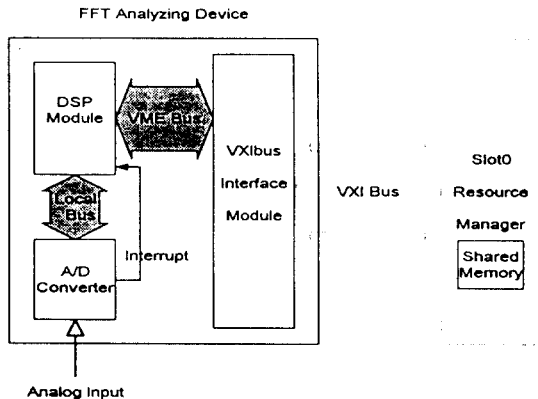 FFT Analyzing Device
DSP
Module
VME Bus
VXIbus
Interface
Module
Local
Bus
Interrupt
A/D
Converter
Analog Input
VXI Bus
Slot0
Resource
Manager
Shared
Memory